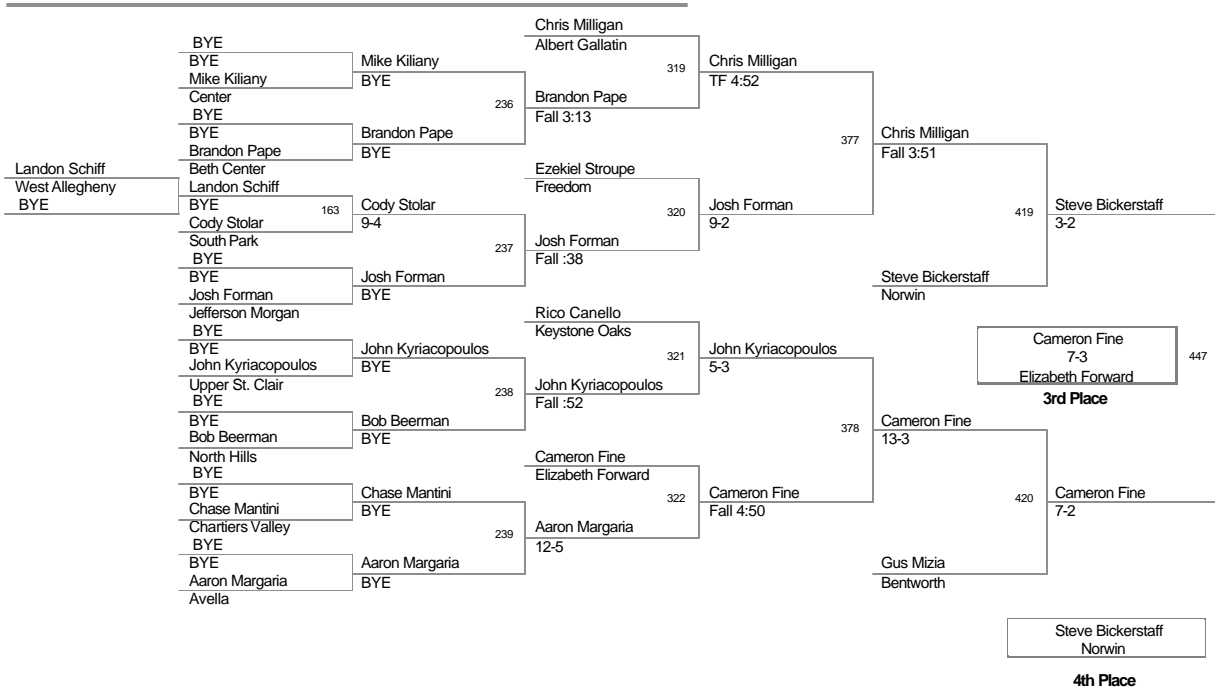 Landon Schiff
West Allegheny
BYE
BYE
BYE
Mike Kiliany
Center
BYE
BYE
Brandon Pape
Beth Center
Landon Schiff
BYE
Cody Stolar
South Park
BYE
BYE
Josh Forman
Jefferson Morgan
BYE
BYE
John Kyriacopoulos
Upper St. Clair
BYE
BYE
Bob Beerman
North Hills
BYE
BYE
Chase Mantini
Chartiers Valley
BYE
BYE
Aaron Margaria
Avella
163
Mike Kiliany
BYE
Brandon Pape
BYE
Cody Stolar
9-4
Josh Forman
BYE
John Kyriacopoulos
BYE
Bob Beerman
BYE
Chase Mantini
BYE
Aaron Margaria
BYE
236
237
238
239
Chris Milligan
Albert Gallatin
Brandon Pape
Fall 3:13
Ezekiel Stroupe
Freedom
Josh Forman
Fall :38
Rico Canello
Keystone Oaks
John Kyriacopoulos
Fall :52
Cameron Fine
Elizabeth Forward
Aaron Margaria
12-5
319
320
321
322
Chris Milligan
TF 4:52
Josh Forman
9-2
John Kyriacopoulos
5-3
Cameron Fine
Fall 4:50
377
378
Chris Milligan
Fall 3:51
Steve Bickerstaff
Norwin
Cameron Fine
13-3
Gus Mizia
Bentworth
419
420
Steve Bickerstaff
3-2
Cameron Fine
7-2
Cameron Fine
7-3
Elizabeth Forward
447
3rd Place
Steve Bickerstaff
Norwin
4th Place